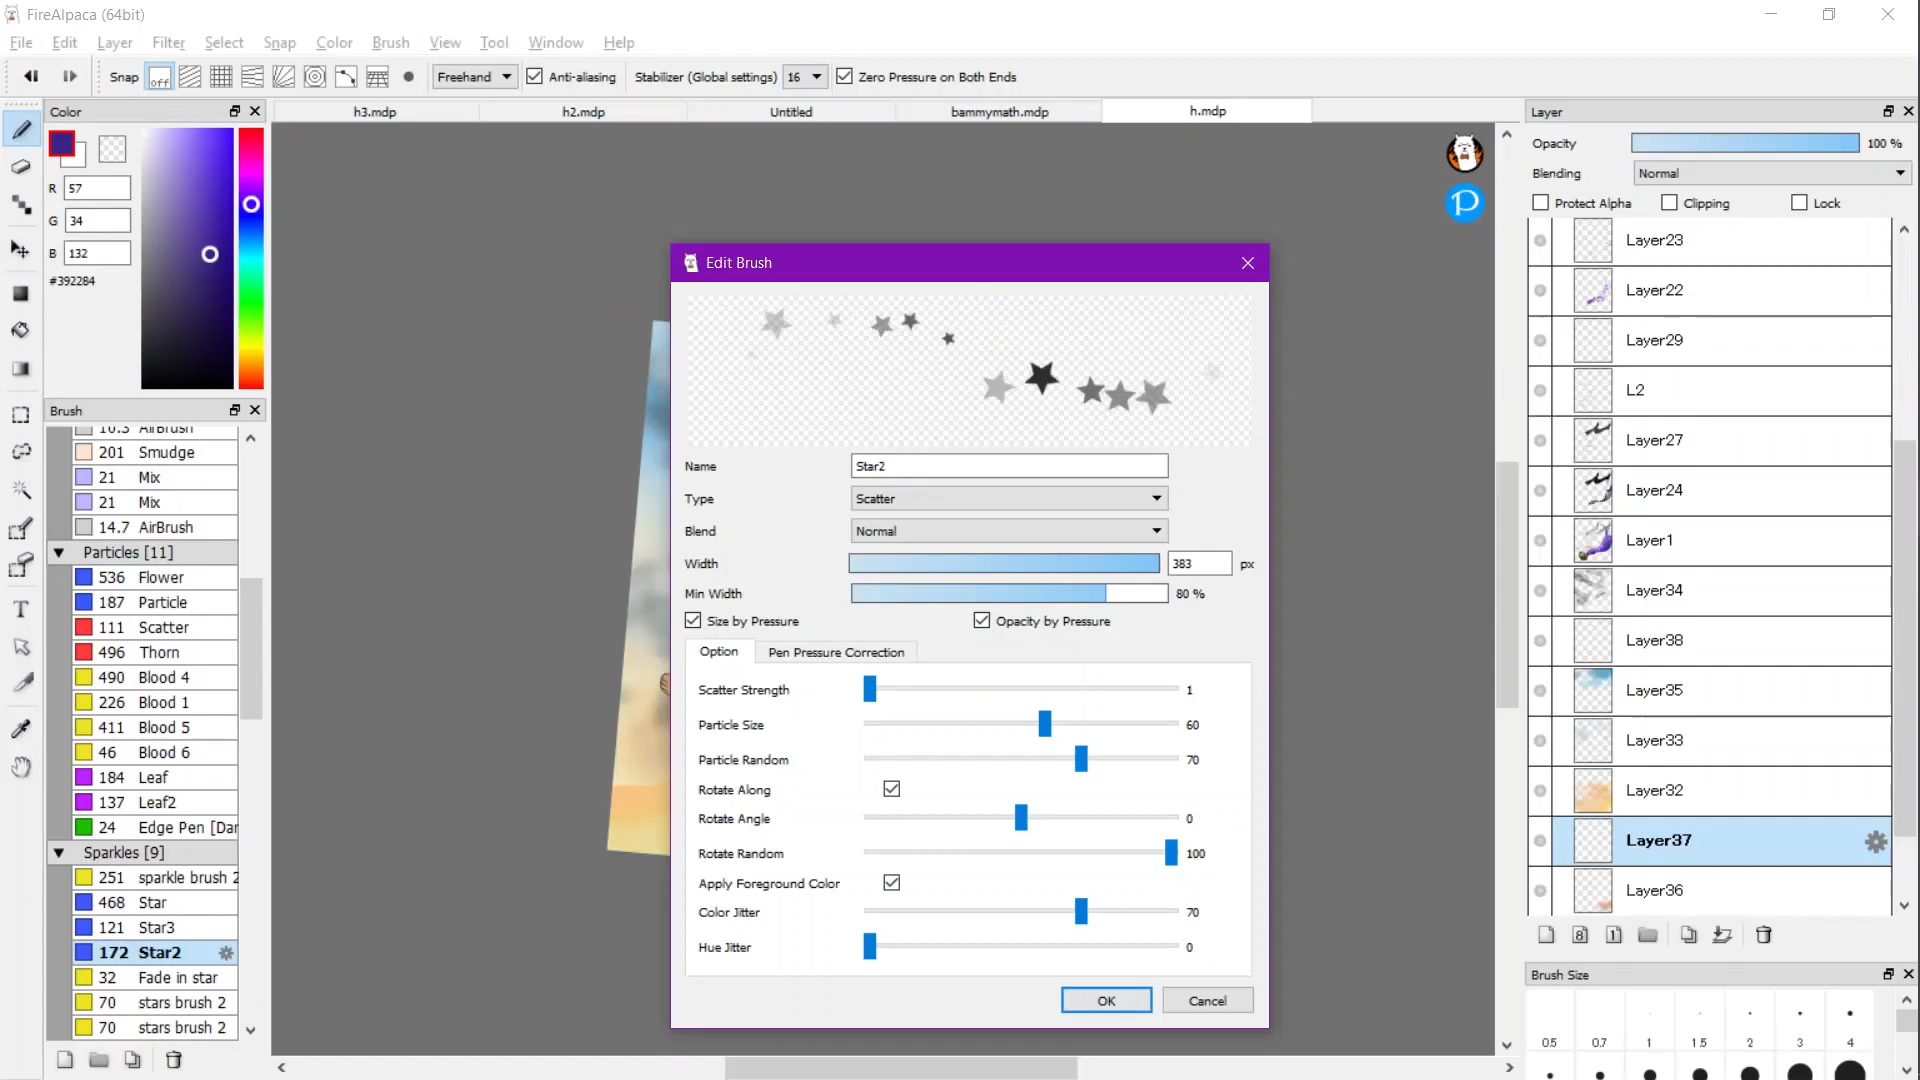 FireAlpaca (64bit)
File Edit Layer Filter Select Snap Color Brush View Tool Window Help
Snap off Freehand Anti-aliasing Stabilizer (Global settings) 16 Zero Pressure on Both Ends
Color
R 57
G 34
B 132
#392284
h3.mdp h2.mdp Untitled bammymath.mdp h.mdp
Brush
10.3 AirBrush
201 Smudge
21 Mix
21 Mix
14.7 AirBrush
Particles [11]
536 Flower
187 Particle
111 Scatter
496 Thorn
490 Blood 4
226 Blood 1
411 Blood 5
46 Blood 6
184 Leaf
137 Leaf2
24 Edge Pen [Dar
Sparkles [9]
251 sparkle brush 2
468 Star
121 Star3
172 Star2
32 Fade in star
70 stars brush 2
70 stars brush 2
Edit Brush
Name Star2
Type Scatter
Blend Normal
Width 383 px
Min Width 80 %
Size by Pressure Opacity by Pressure
Option Pen Pressure Correction
Scatter Strength 1
Particle Size 60
Particle Random 70
Rotate Along
Rotate Angle 0
Rotate Random 100
Apply Foreground Color
Color Jitter 70
Hue Jitter 0
OK Cancel
P
Layer
Opacity 100 %
Blending Normal
Protect Alpha Clipping Lock
Layer23
Layer22
Layer29
L2
Layer27
Layer24
Layer1
Layer34
Layer38
Layer35
Layer33
Layer32
Layer37
Layer36
8 1
Brush Size
0.5 0.7 1 1.5 2 3 4